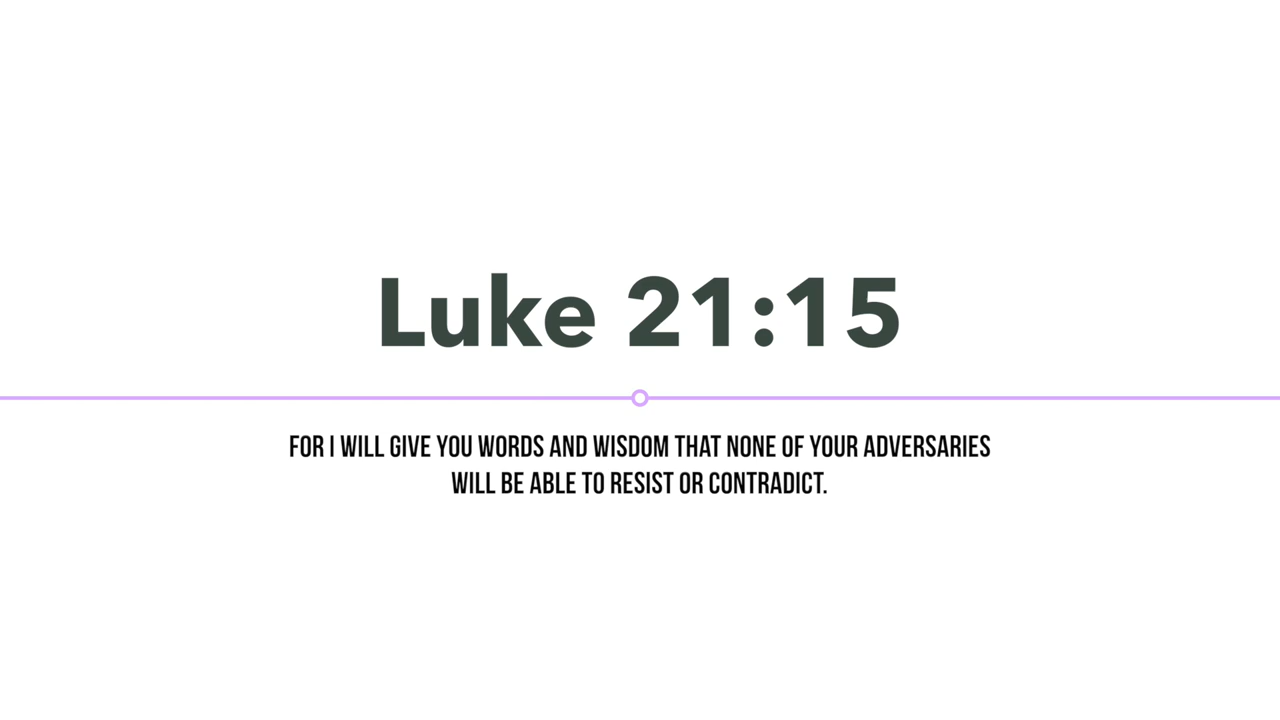 Luke 21:15
FOR I WILL GIVE YOU WORDS AND WISDOM THAT NONE OF YOUR ADVERSARIES
WILL BE ABLE TO RESIST OR CONTRADICT.